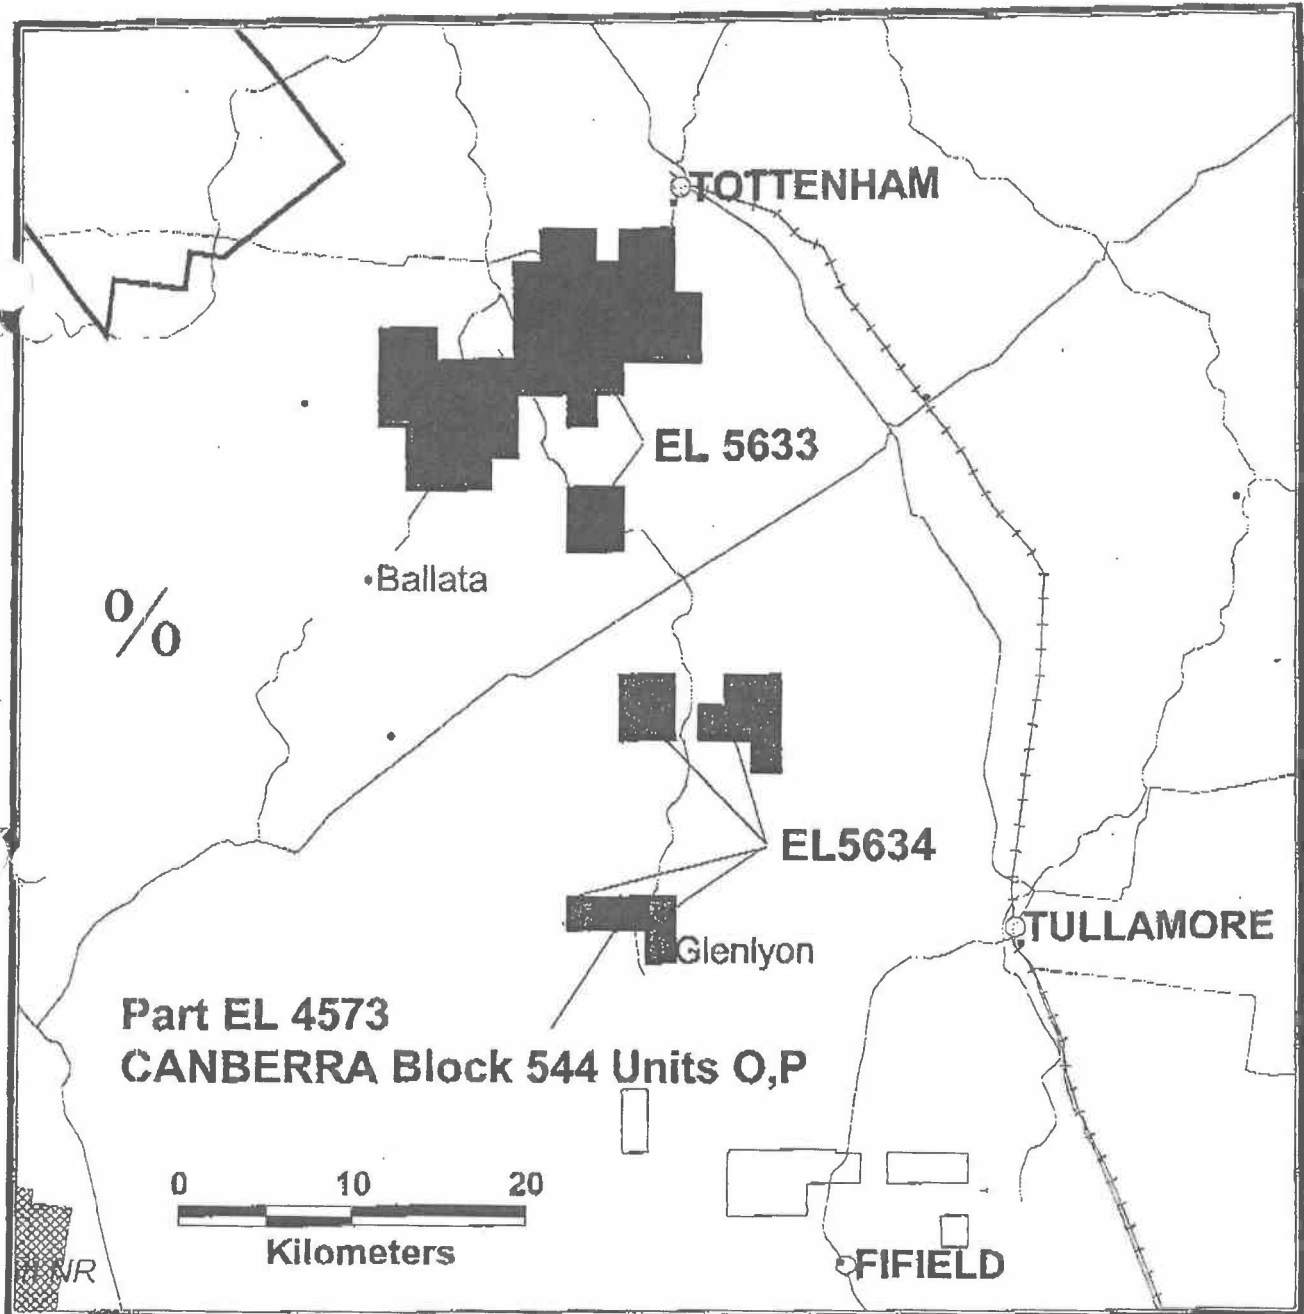 TOTTENHAM
EL 5633
Ballata
%
EL5634
TULLAMORE
Glenlyon
Part EL 4573
CANBERRA Block 544 Units O,P
0 10 20
Kilometers
NR
FIFIELD